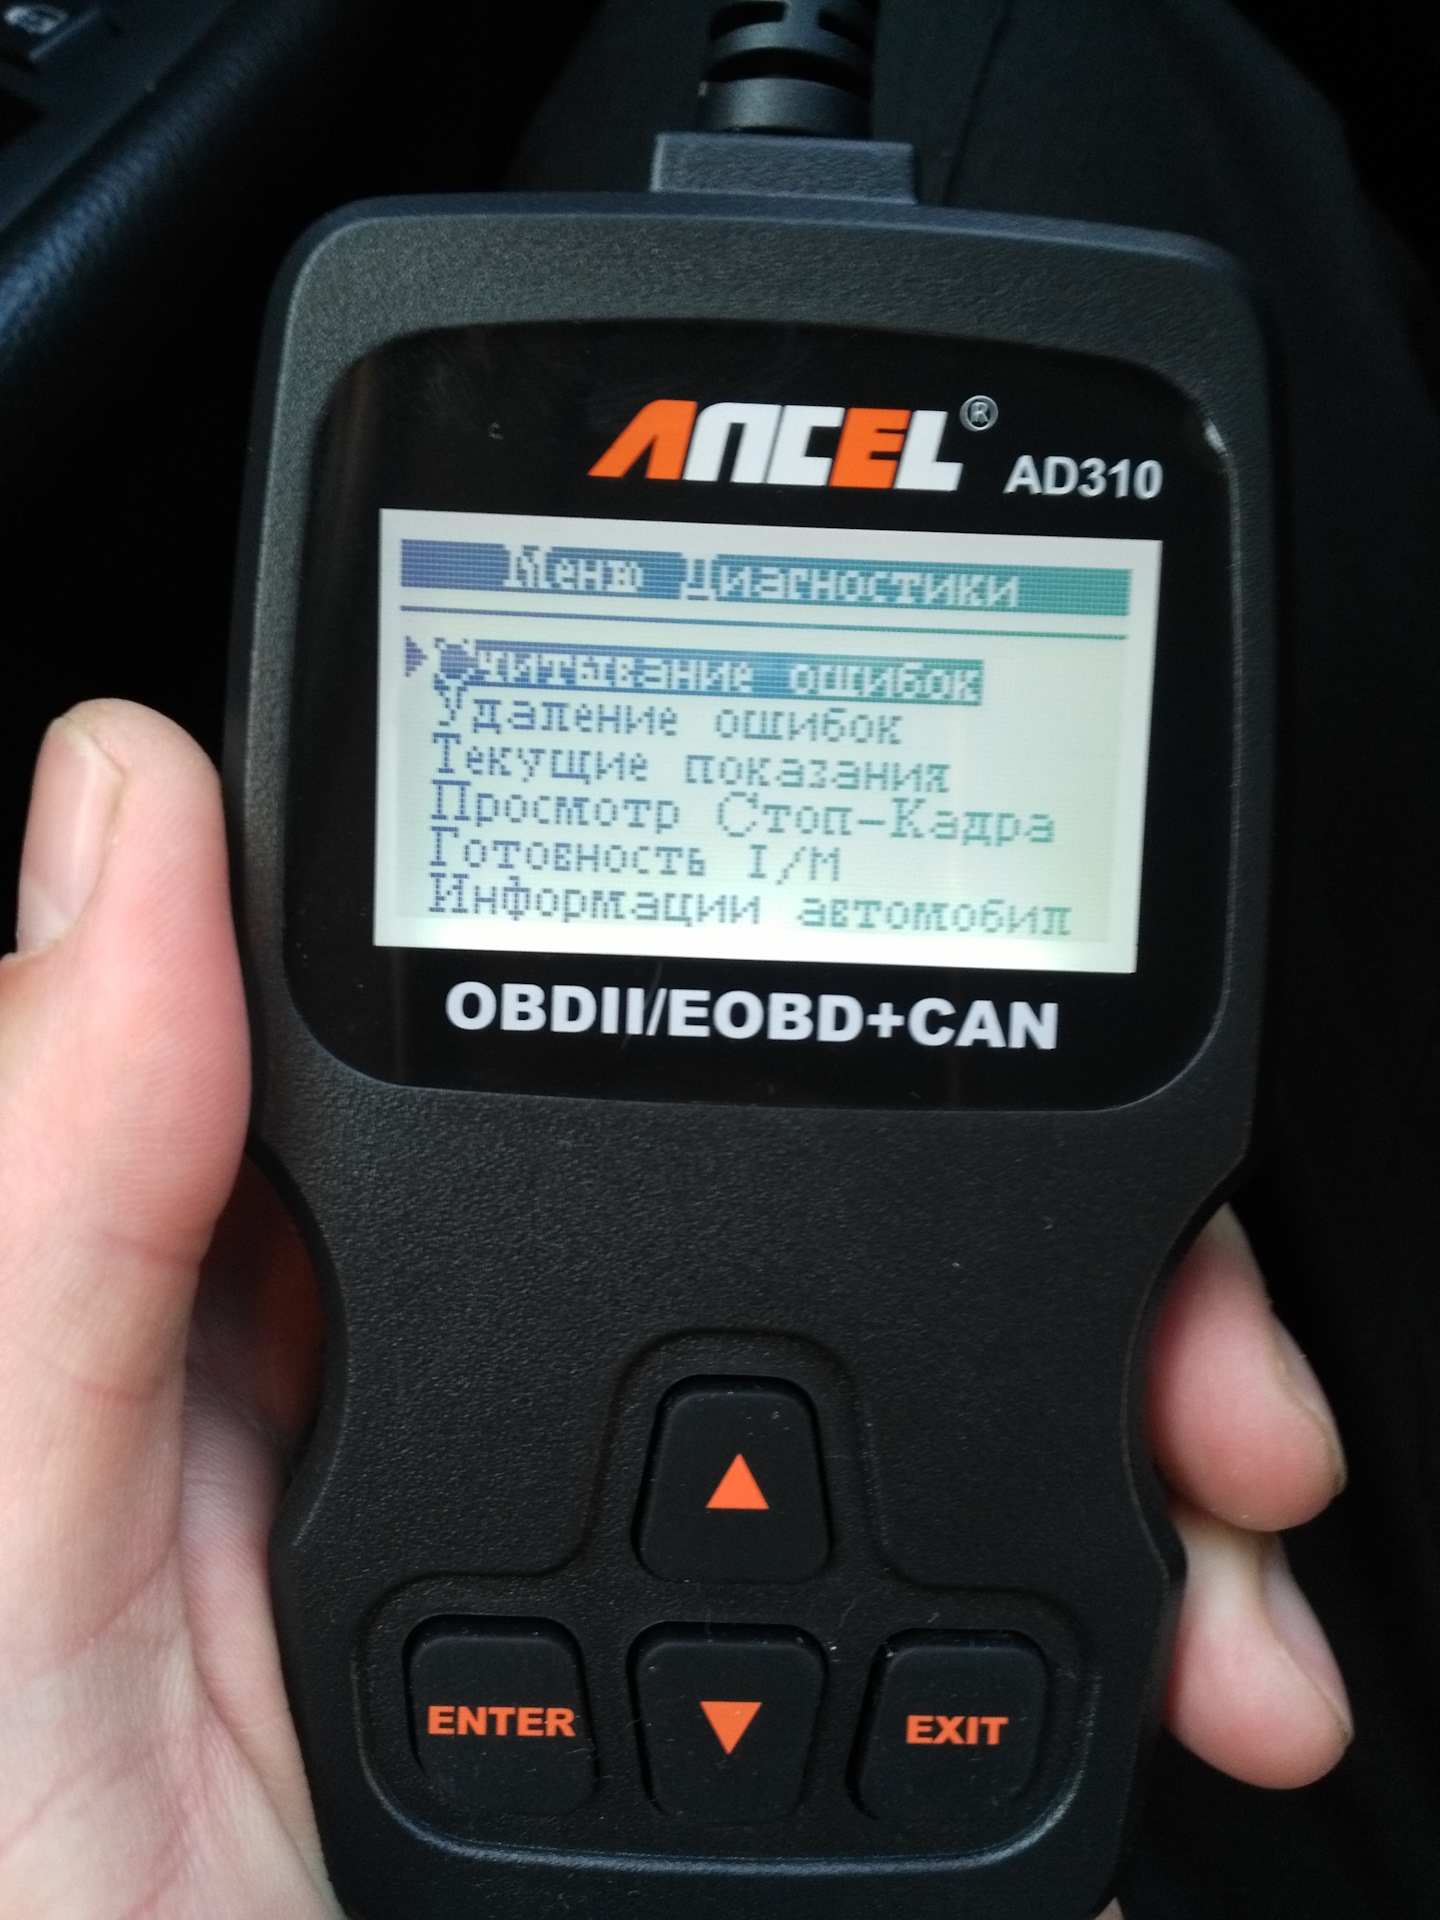 ANCEL®
AD310
Меню Диагностики
Считывание ошибок
Удаление ошибок
Текущие показания
Просмотр Стоп-Кадра
Готовность I/M
Информации автомобил
OBDII/EOBD+CAN
ENTER
EXIT